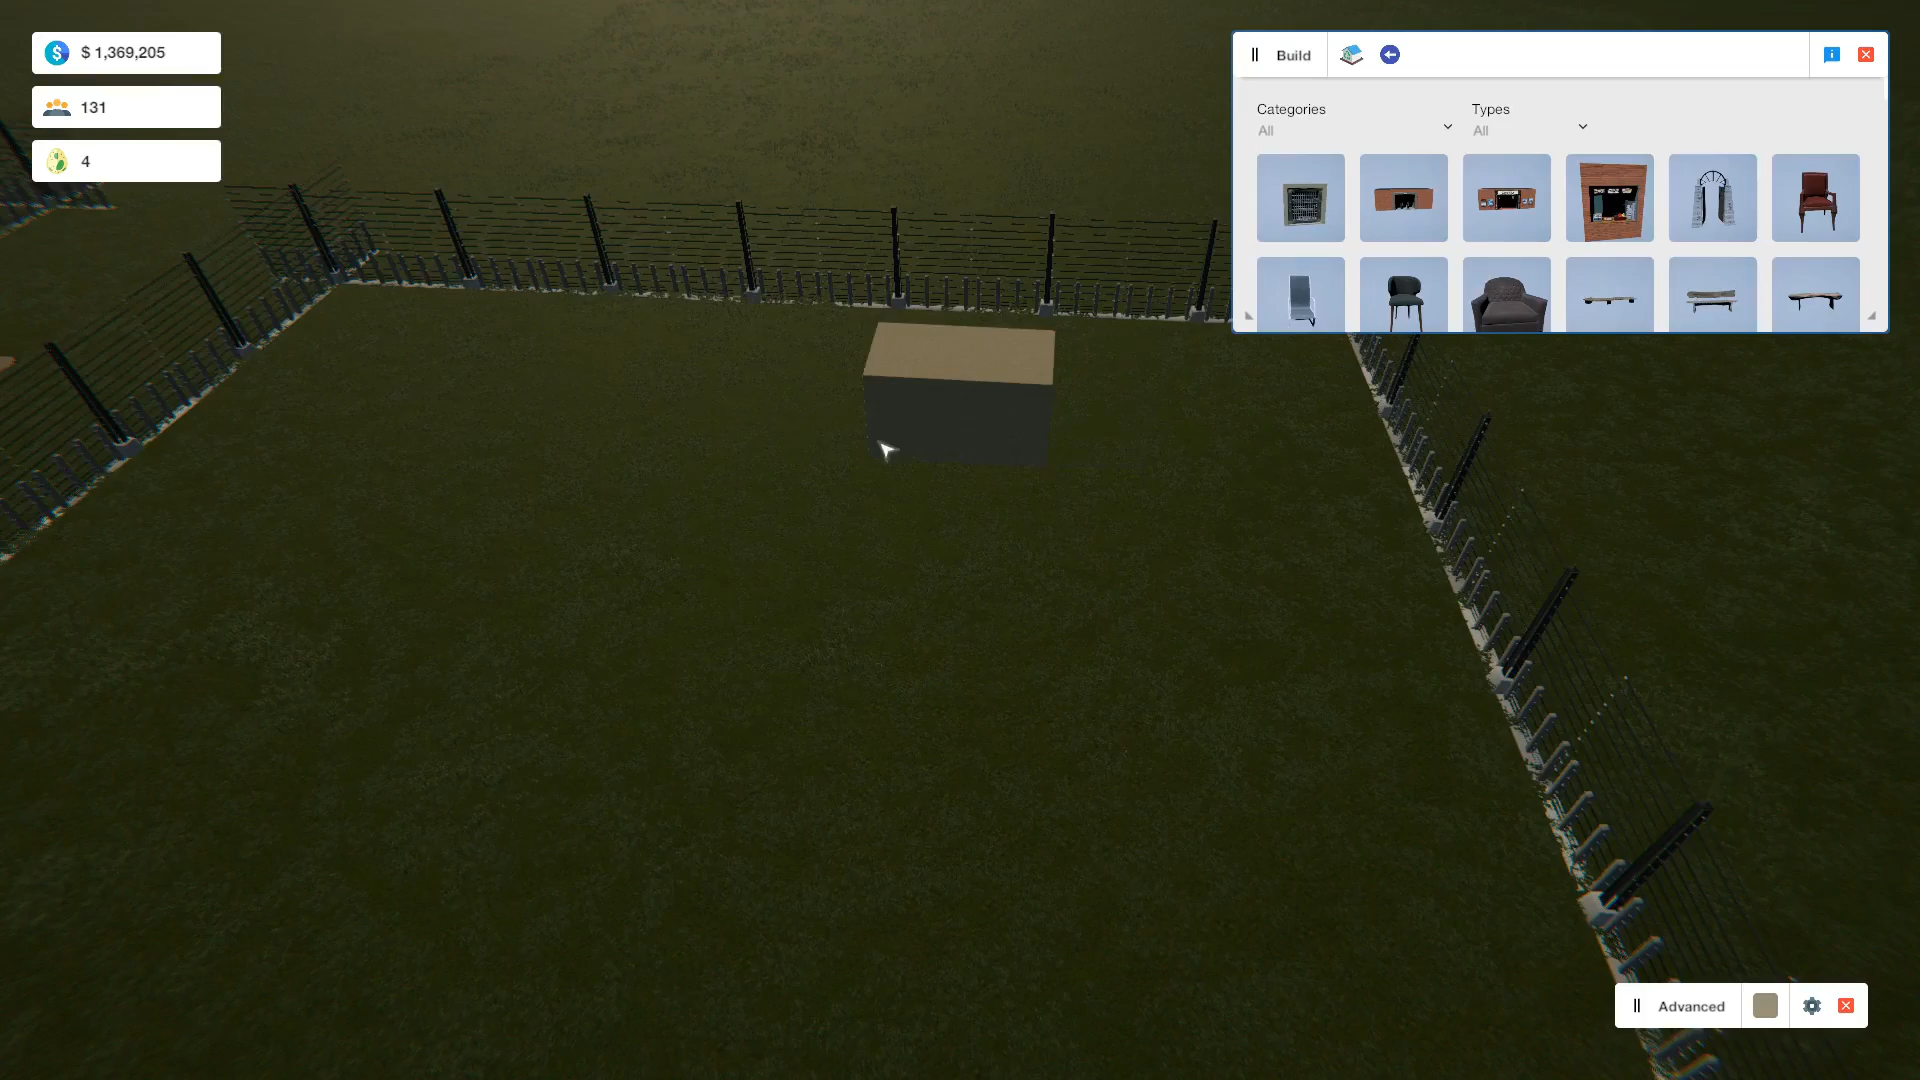 $ 1,369,205
131
4
Build
Categories
All
Types
All
Advanced